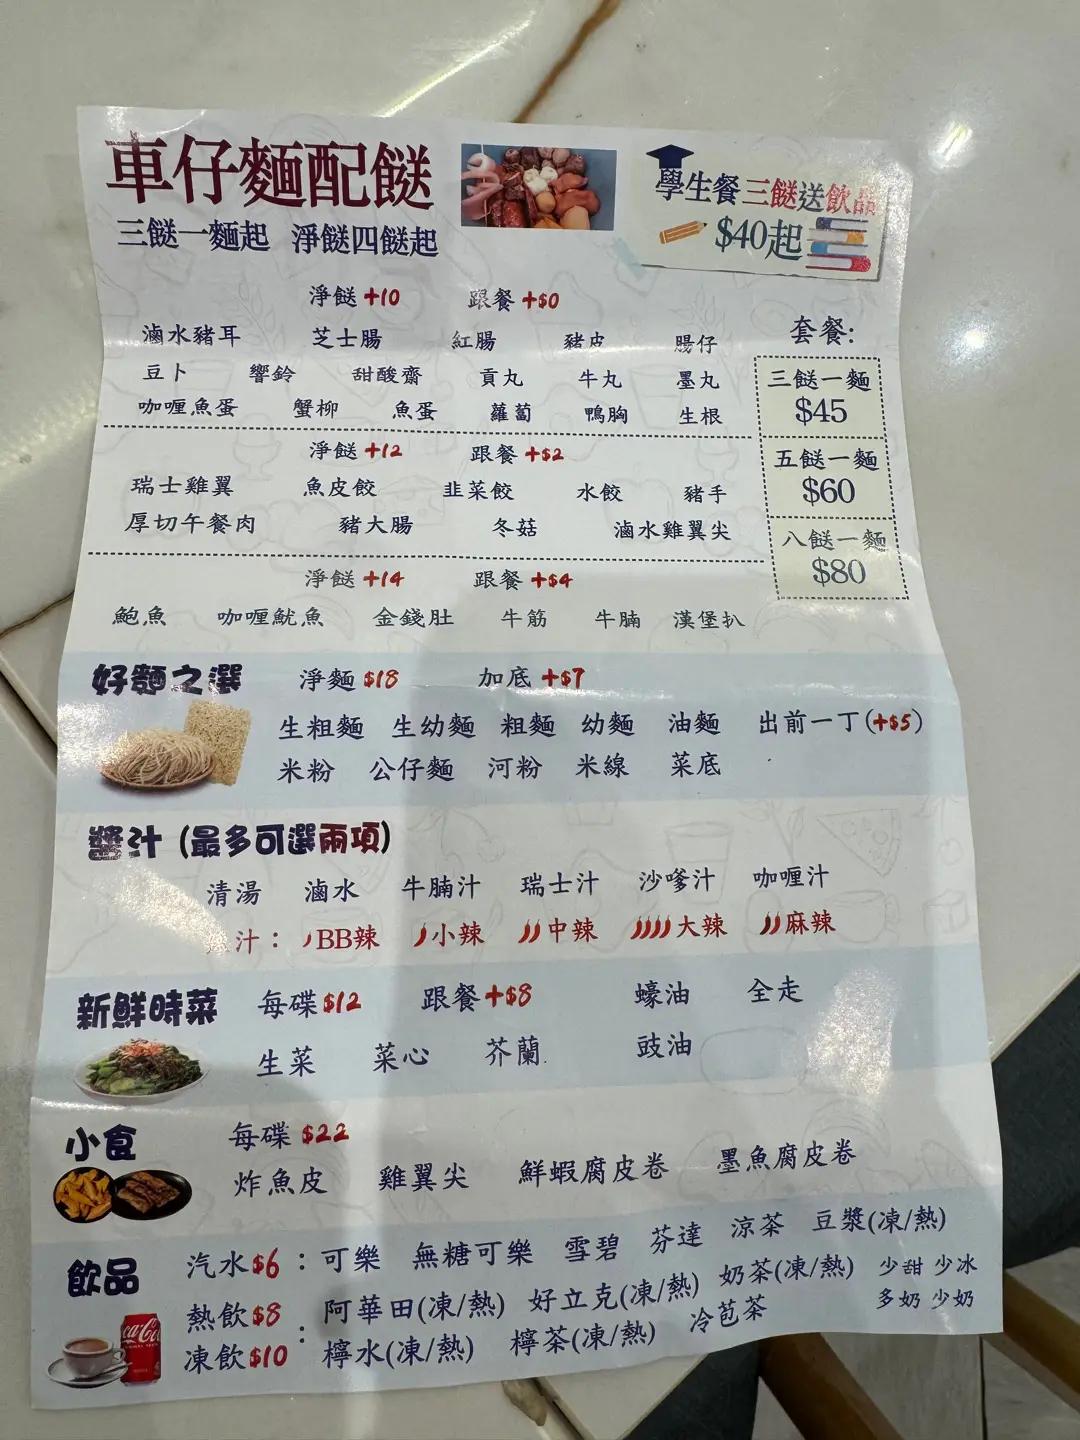 車仔麵配餸
三餸一麵起 淨餸四餸起
學生餐三餸送飲品
$40起
淨餸+10 跟餐+$0
滷水豬耳 芝士腸 紅腸 豬皮 腸仔
豆卜 響鈴 甜酸齋 貢丸 牛丸 墨丸
咖喱魚蛋 蟹柳 魚蛋 蘿蔔 鴨胸 生根
淨餸+12 跟餐+$2
瑞士雞翼 魚皮餃 韭菜餃 水餃 豬手
厚切午餐肉 豬大腸 冬菇 滷水雞翼尖
淨餸+14 跟餐+$4
鮑魚 咖喱魷魚 金錢肚 牛筋 牛腩 漢堡扒
套餐:
三餸一麵
$45
五餸一麵
$60
八餸一麵
$80
好麵之選 淨麵$18 加底+$7
生粗麵 生幼麵 粗麵 幼麵 油麵 出前一丁(+$5)
米粉 公仔麵 河粉 米線 菜底
醬汁(最多可選兩項)
清湯 滷水 牛腩汁 瑞士汁 沙嗲汁 咖喱汁
汁：BB辣 小辣 中辣 大辣 麻辣
新鮮時菜 每碟$12 跟餐+$8 蠔油 全走
生菜 菜心 芥蘭 豉油
小食 每碟$22
炸魚皮 雞翼尖 鮮蝦腐皮卷 墨魚腐皮卷
飲品 汽水$6：可樂 無糖可樂 雪碧 芬達 涼茶 豆漿(凍/熱)
熱飲$8
凍飲$10
：
阿華田(凍/熱) 好立克(凍/熱) 奶茶(凍/熱) 少甜 少冰
多奶 少奶
檸水(凍/熱) 檸茶(凍/熱) 冷苞茶
Coca-Co